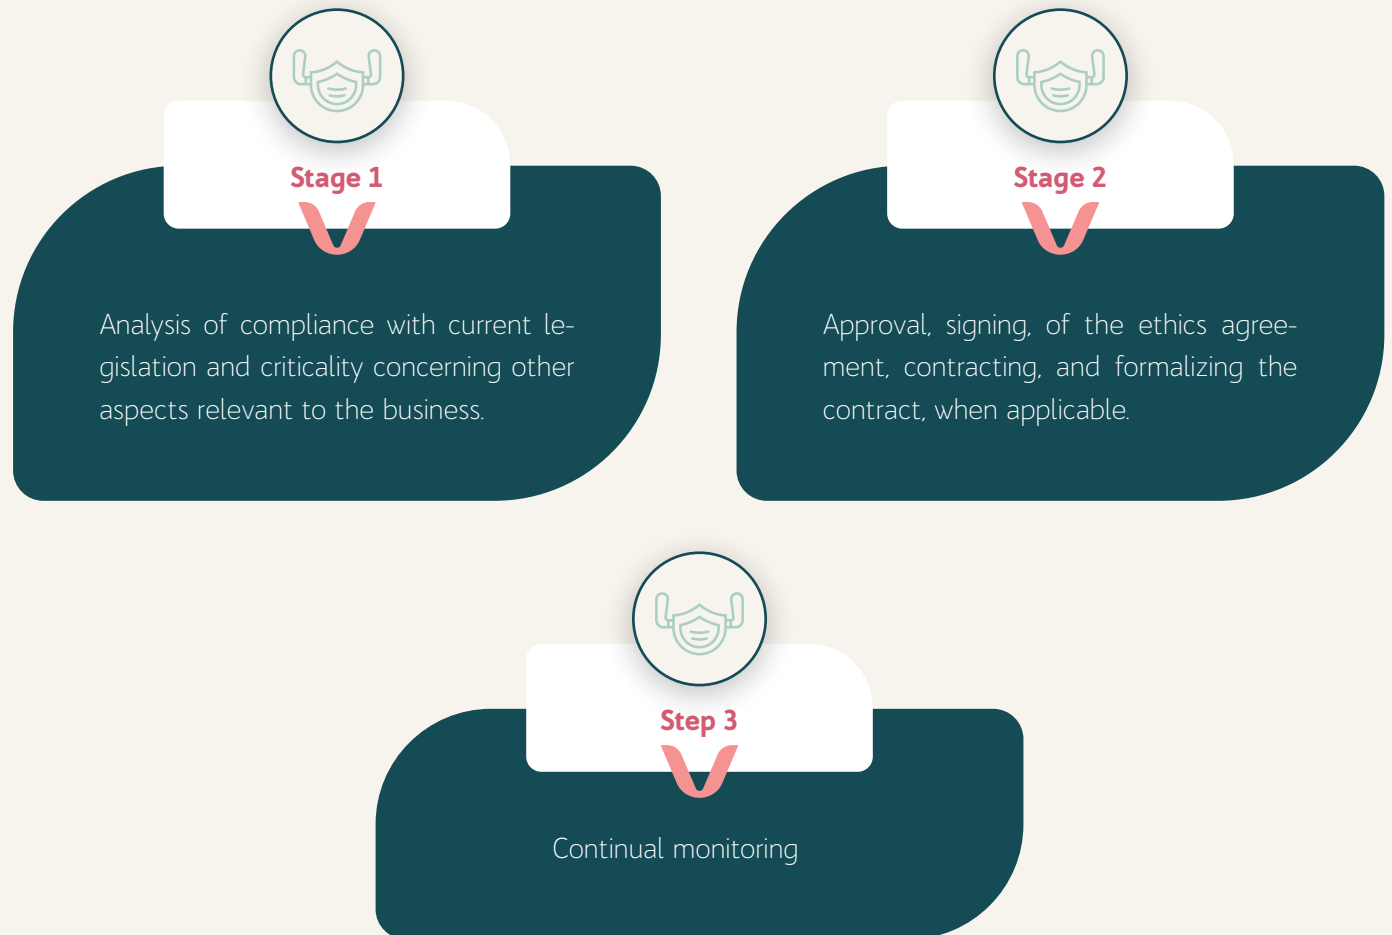 Stage 1
Analysis of compliance with current le-
gislation and criticality concerning other
aspects relevant to the business.
Stage 2
Approval, signing, of the ethics agree-
ment, contracting, and formalizing the
contract, when applicable.
Step 3
Continual monitoring